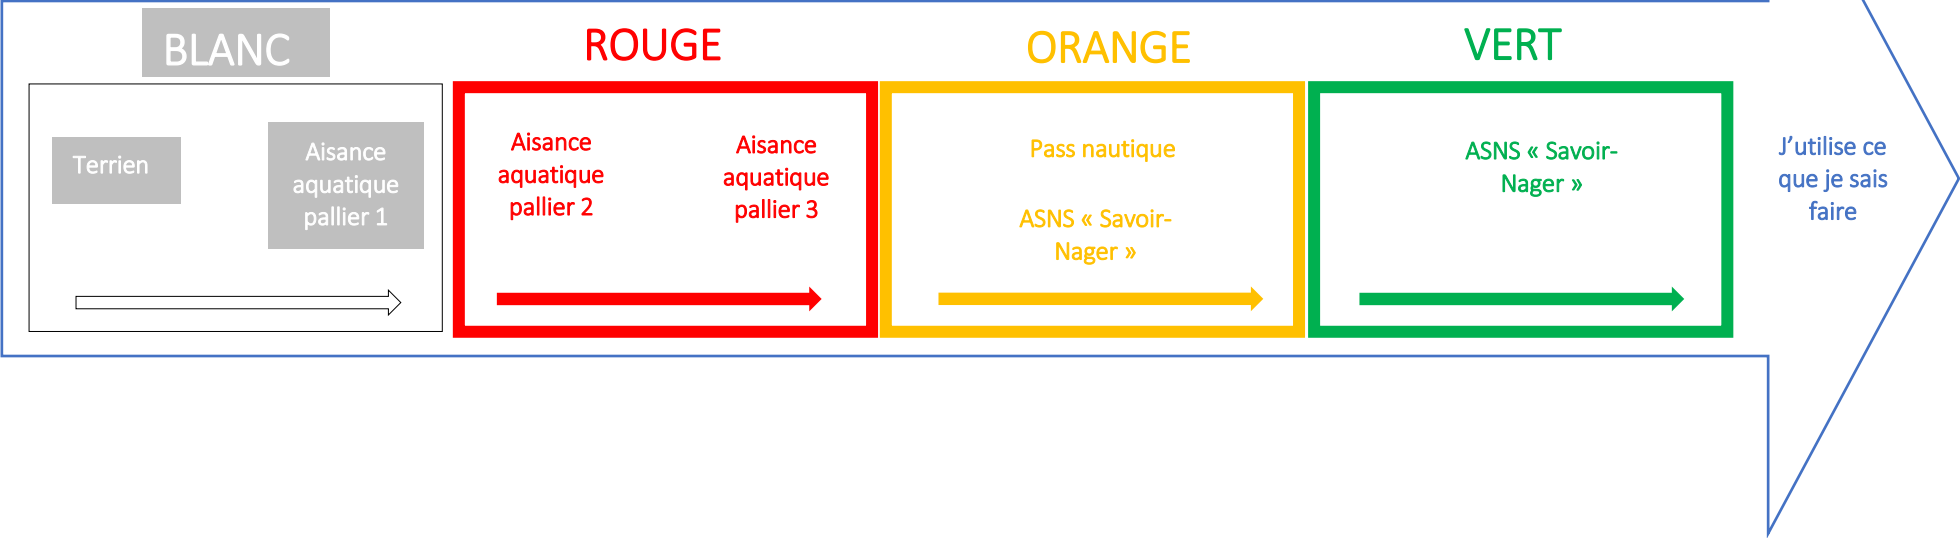 BLANC
ROUGE
ORANGE
VERT
Terrien
Aisance
aquatique
pallier 1
Aisance
aquatique
pallier 2
Aisance
aquatique
pallier 3
Pass nautique
ASNS « Savoir-
Nager »
ASNS « Savoir-
Nager »
J’utilise ce
que je sais
faire